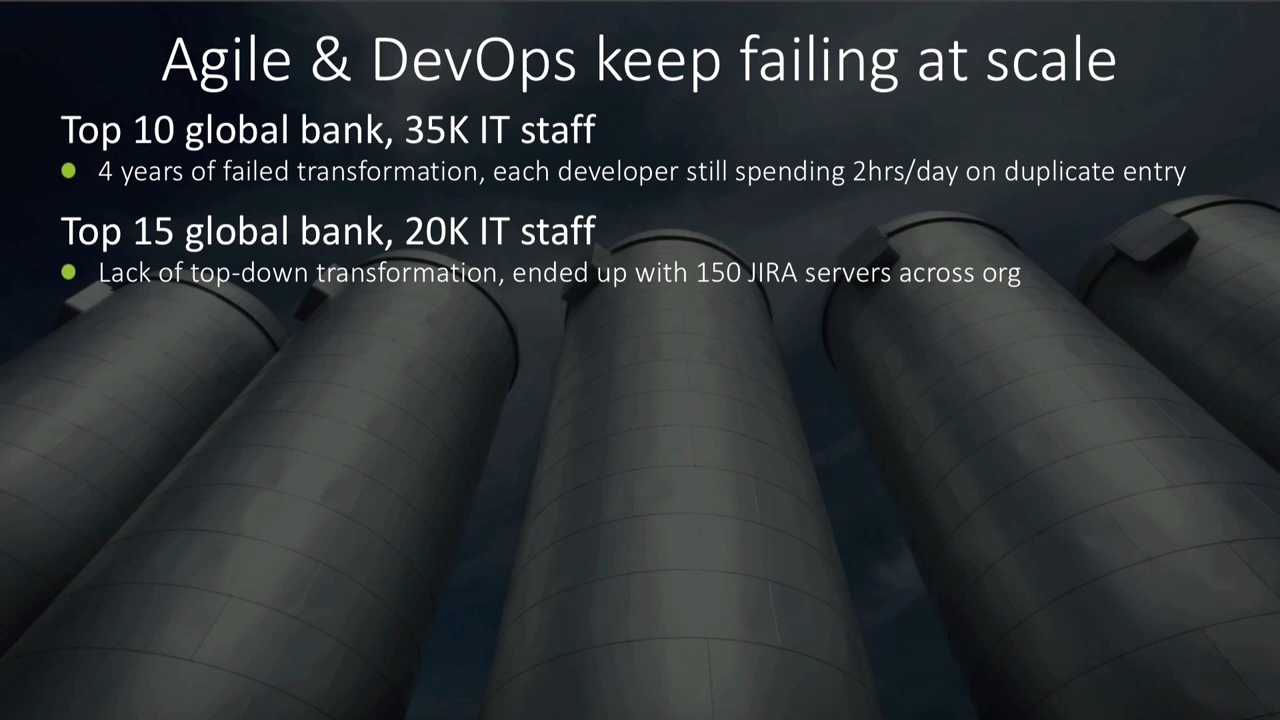 Agile & DevOps keep failing at scale
Top 10 global bank, 35K IT staff
4 years of failed transformation, each developer still spending 2hrs/day on duplicate entry
Top 15 global bank, 20K IT staff
Lack of top-down transformation, ended up with 150 JIRA servers across org